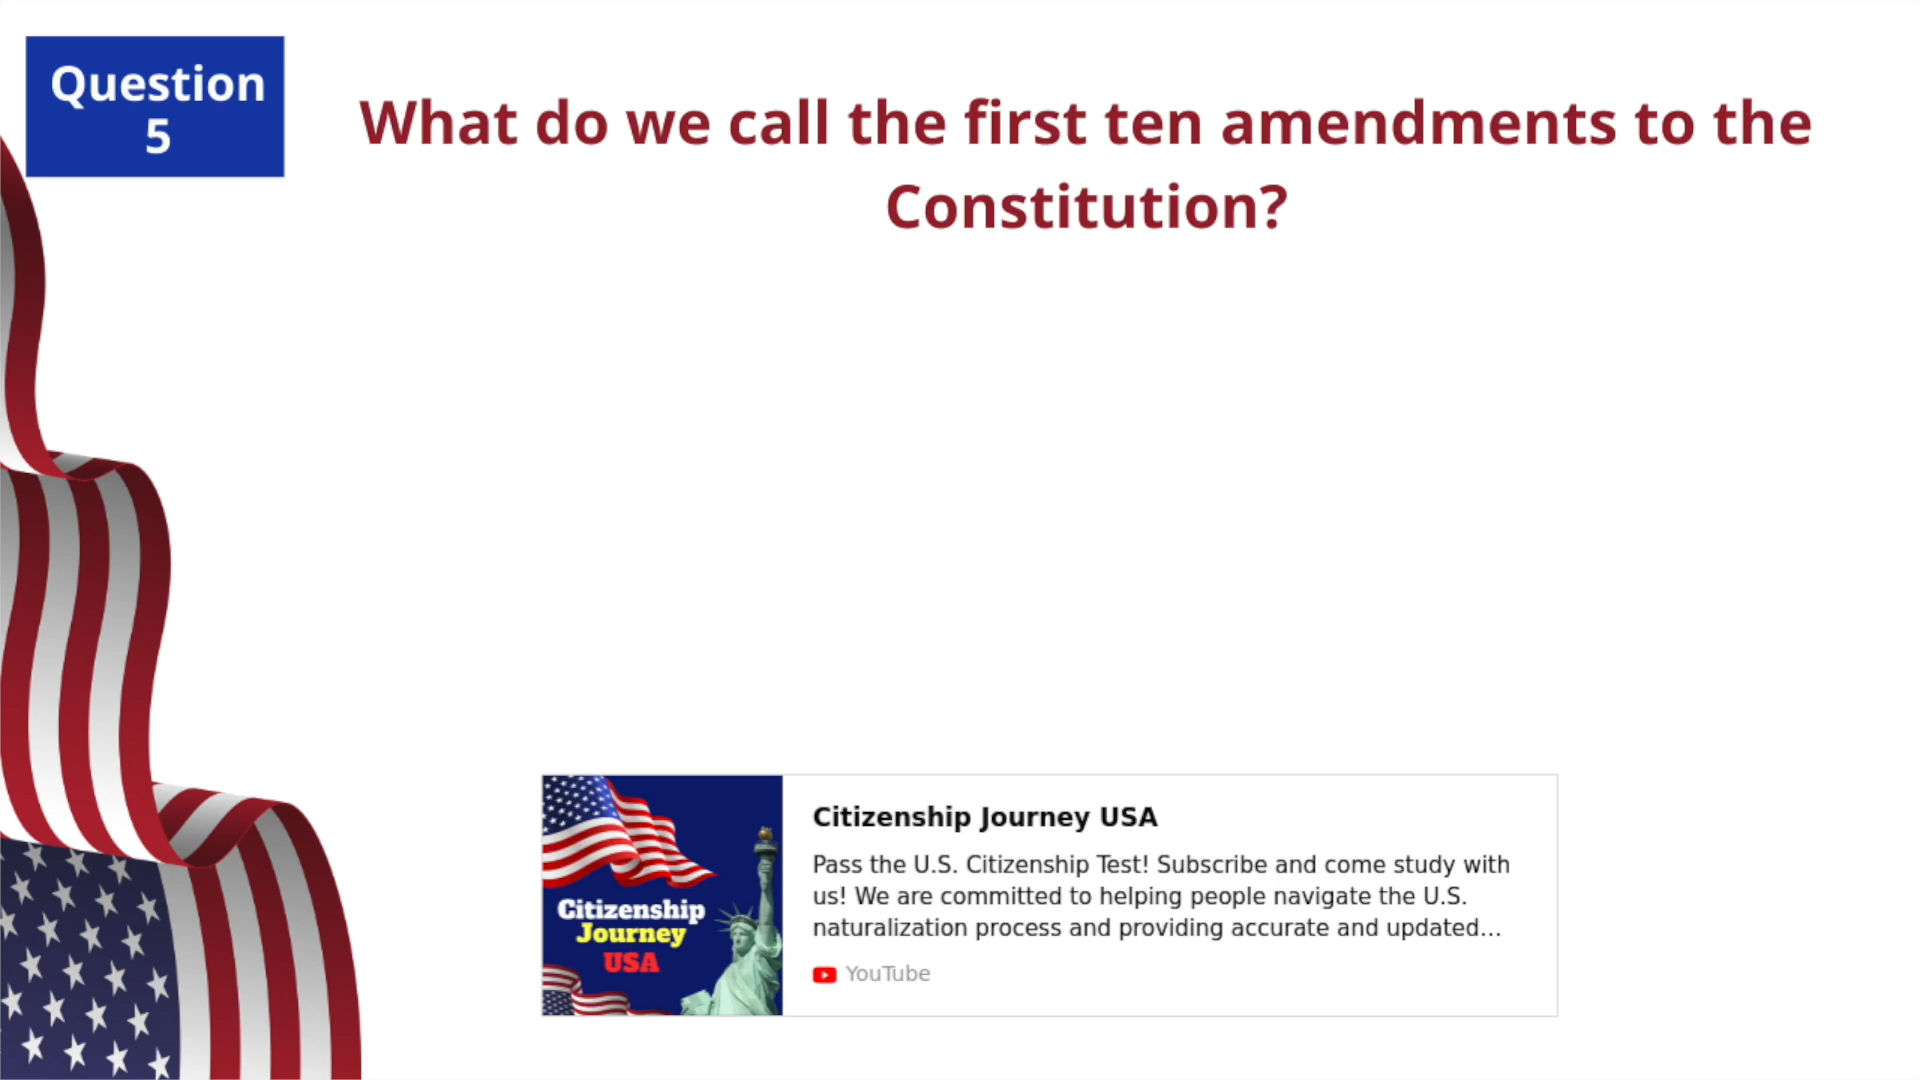 Question
5
What do we call the first ten amendments to the
Constitution?
Citizenship
Journey
USA
Citizenship Journey USA
Pass the U.S. Citizenship Test! Subscribe and come study with
us! We are committed to helping people navigate the U.S.
naturalization process and providing accurate and updated...
YouTube